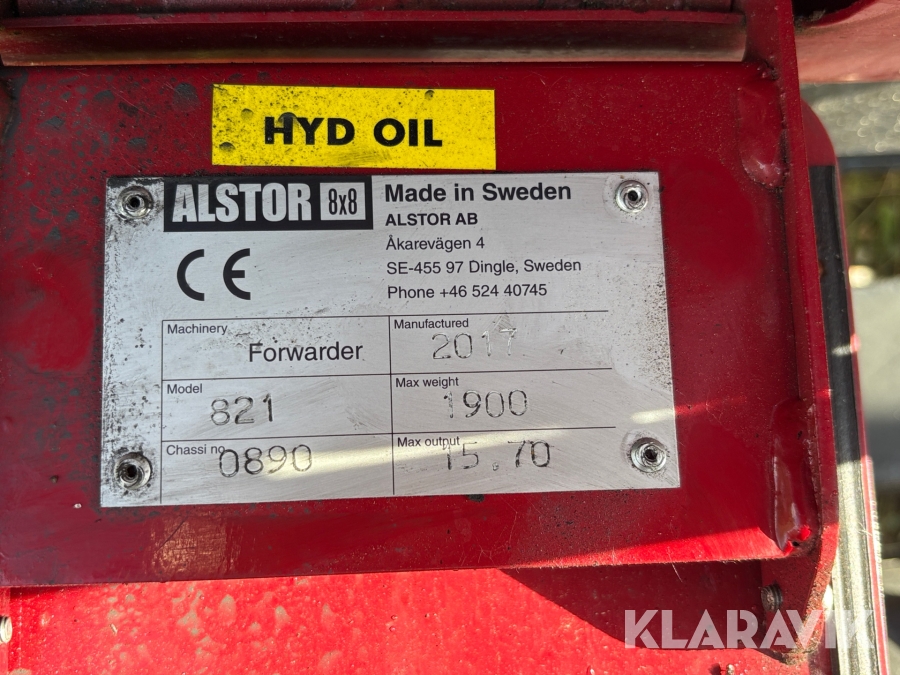 HYD OIL
ALSTOR 8x8
Made in Sweden
ALSTOR AB
Åkarevägen 4
SE-455 97 Dingle, Sweden
Phone +46 524 40745
CE
Machinery Forwarder
Manufactured 2017
Model 821
Max weight 1900
Chassi no 0890
Max output 15.70
KLARAVIK